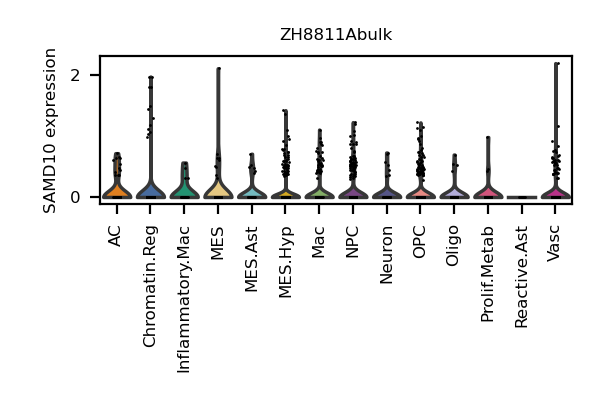 ZH8811Abulk
SAMD10 expression
2
0
AC
Chromatin.Reg
Inflammatory.Mac
MES
MES.Ast
MES.Hyp
Mac
NPC
Neuron
OPC
Oligo
Prolif.Metab
Reactive.Ast
Vasc